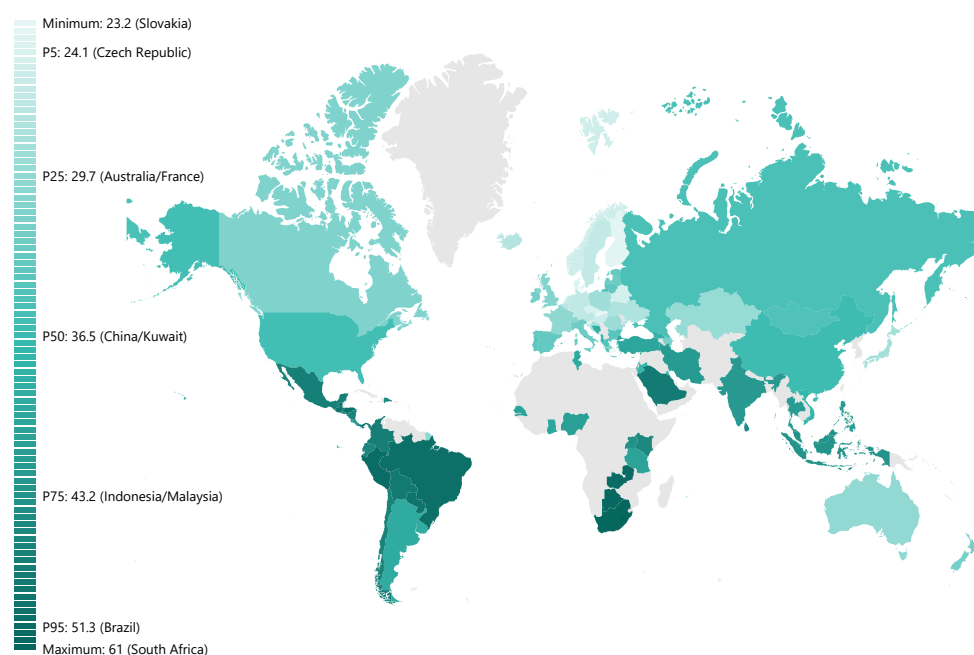 Minimum: 23.2 (Slovakia)
P5: 24.1 (Czech Republic)
P25: 29.7 (Australia/France)
P50: 36.5 (China/Kuwait)
P75: 43.2 (Indonesia/Malaysia)
P95: 51.3 (Brazil)
Maximum: 61 (South Africa)